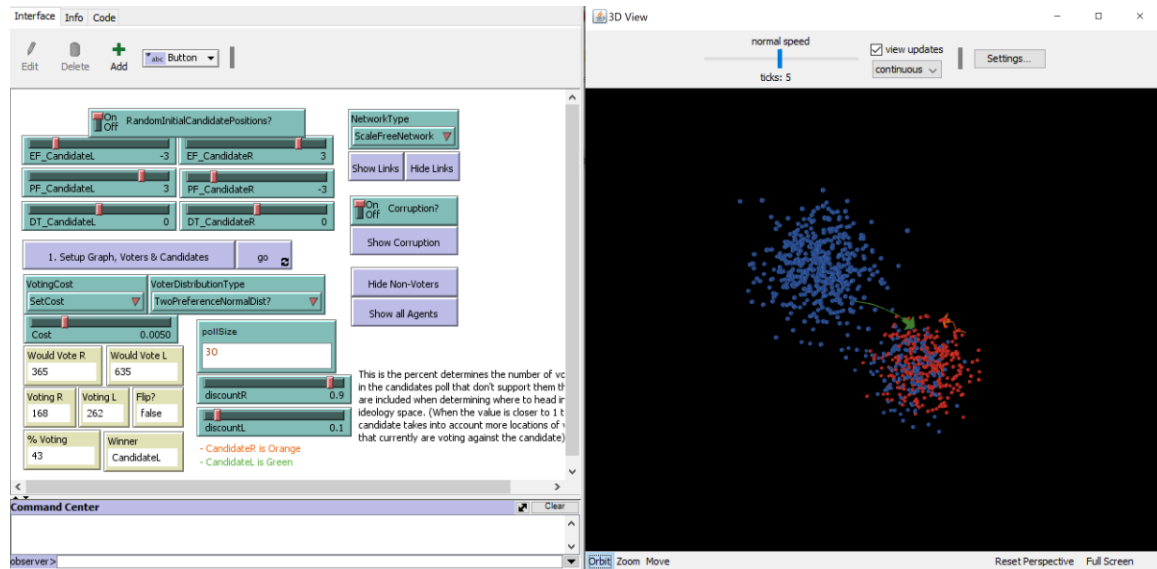 Interface Info Code
Edit Delete Add abc Button
On
Off RandomInitialCandidatePositions?
EF_CandidateL -3 EF_CandidateR 3
PF_CandidateL 3 PF_CandidateR -3
DT_CandidateL 0 DT_CandidateR 0
1. Setup Graph, Voters & Candidates go
VotingCost
SetCost
VoterDistributionType
TwoPreferenceNormalDist?
Cost 0.0050
Would Vote R
365
Would Vote L
635
Voting R
168
Voting L
262
Flip?
false
% Voting
43
Winner
CandidateL
pollSize
30
discountR 0.9
discountL 0.1
- CandidateR is Orange
- CandidateL is Green
NetworkType
ScaleFreeNetwork
Show Links Hide Links
On
Off Corruption?
Show Corruption
Hide Non-Voters
Show all Agents
This is the percent determines the number of vo
in the candidates poll that don't support them th
are included when determining where to head in
ideology space. (When the value is closer to 1 t
candidate takes into account more locations of v
that currently are voting against the candidate)
Command Center Clear
observer>
3D View
normal speed
ticks: 5
view updates
continuous
Settings...
Orbit Zoom Move Reset Perspective Full Screen